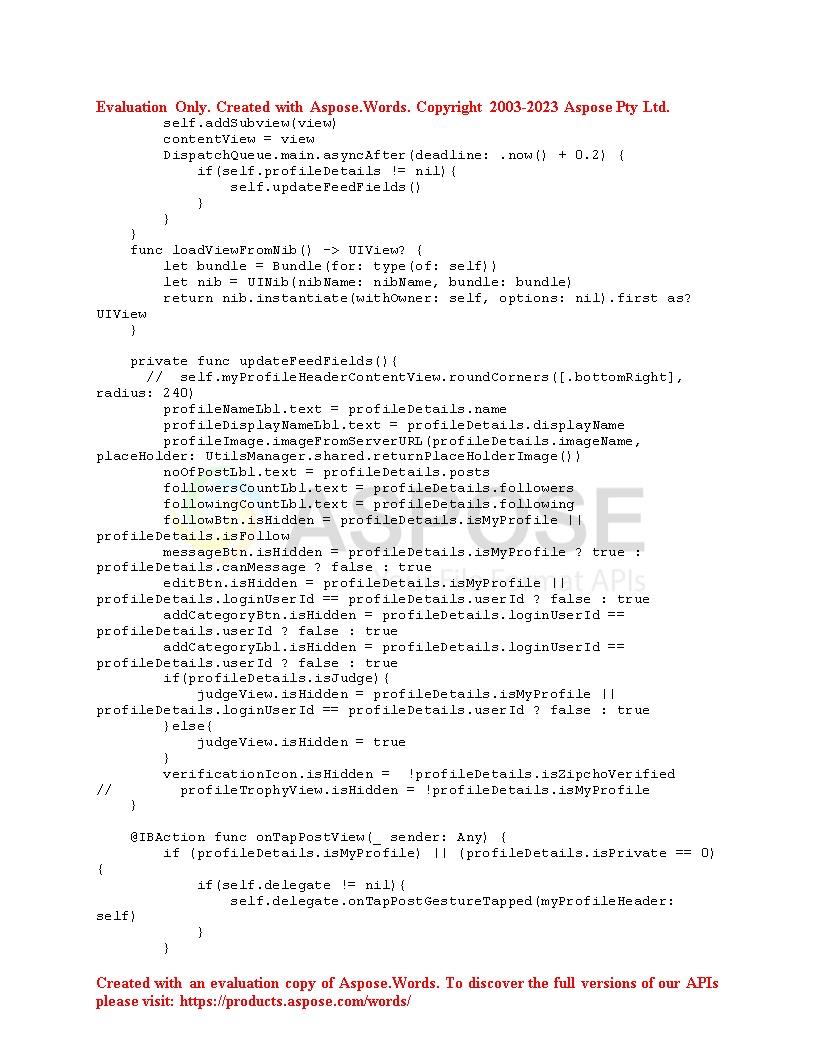 Evaluation Only. Created with Aspose.Words. Copyright 2003-2023 Aspose Pty Ltd.
        self.addSubview(view)
        contentView = view
        DispatchQueue.main.asyncAfter(deadline: .now() + 0.2) {
            if(self.profileDetails != nil){
                self.updateFeedFields()
            }
        }
    }
    func loadViewFromNib() -> UIView? {
        let bundle = Bundle(for: type(of: self))
        let nib = UINib(nibName: nibName, bundle: bundle)
        return nib.instantiate(withOwner: self, options: nil).first as?
UIView
    }

    private func updateFeedFields(){
      //  self.myProfileHeaderContentView.roundCorners([.bottomRight],
radius: 240)
        profileNameLbl.text = profileDetails.name
        profileDisplayNameLbl.text = profileDetails.displayName
        profileImage.imageFromServerURL(profileDetails.imageName,
placeHolder: UtilsManager.shared.returnPlaceHolderImage())
        noOfPostLbl.text = profileDetails.posts
        followersCountLbl.text = profileDetails.followers
        followingCountLbl.text = profileDetails.following
        followBtn.isHidden = profileDetails.isMyProfile ||
profileDetails.isFollow
        messageBtn.isHidden = profileDetails.isMyProfile ? true :
profileDetails.canMessage ? false : true
        editBtn.isHidden = profileDetails.isMyProfile ||
profileDetails.loginUserId == profileDetails.userId ? false : true
        addCategoryBtn.isHidden = profileDetails.loginUserId ==
profileDetails.userId ? false : true
        addCategoryLbl.isHidden = profileDetails.loginUserId ==
profileDetails.userId ? false : true
        if(profileDetails.isJudge){
            judgeView.isHidden = profileDetails.isMyProfile ||
profileDetails.loginUserId == profileDetails.userId ? false : true
        }else{
            judgeView.isHidden = true
        }
        verificationIcon.isHidden =  !profileDetails.isZipchoVerified
//        profileTrophyView.isHidden = !profileDetails.isMyProfile
    }

    @IBAction func onTapPostView(_ sender: Any) {
        if (profileDetails.isMyProfile) || (profileDetails.isPrivate == 0)
{
            if(self.delegate != nil){
                self.delegate.onTapPostGestureTapped(myProfileHeader:
self)
            }
        }
ASPOSE
File Format APIs
Created with an evaluation copy of Aspose.Words. To discover the full versions of our APIs
please visit: https://products.aspose.com/words/